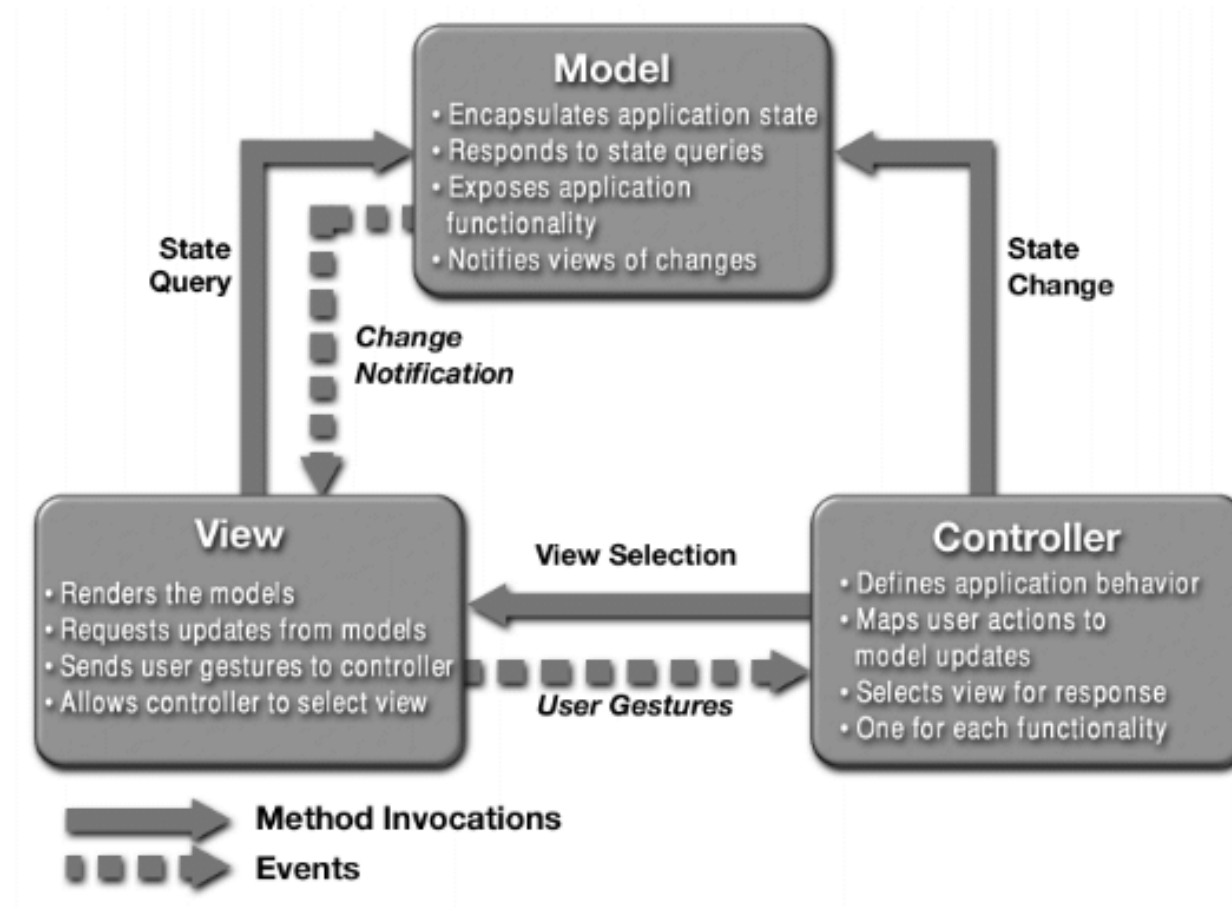 Model
• Encapsulates application state
• Responds to state queries
• Exposes application
functionality
• Notifies views of changes
State
Query
Change
Notification
State
Change
View
• Renders the models
• Requests updates from models
• Sends user gestures to controller
• Allows controller to select view
View Selection
User Gestures
Controller
• Defines application behavior
• Maps user actions to
model updates
• Selects view for response
• One for each functionality
Method Invocations
Events